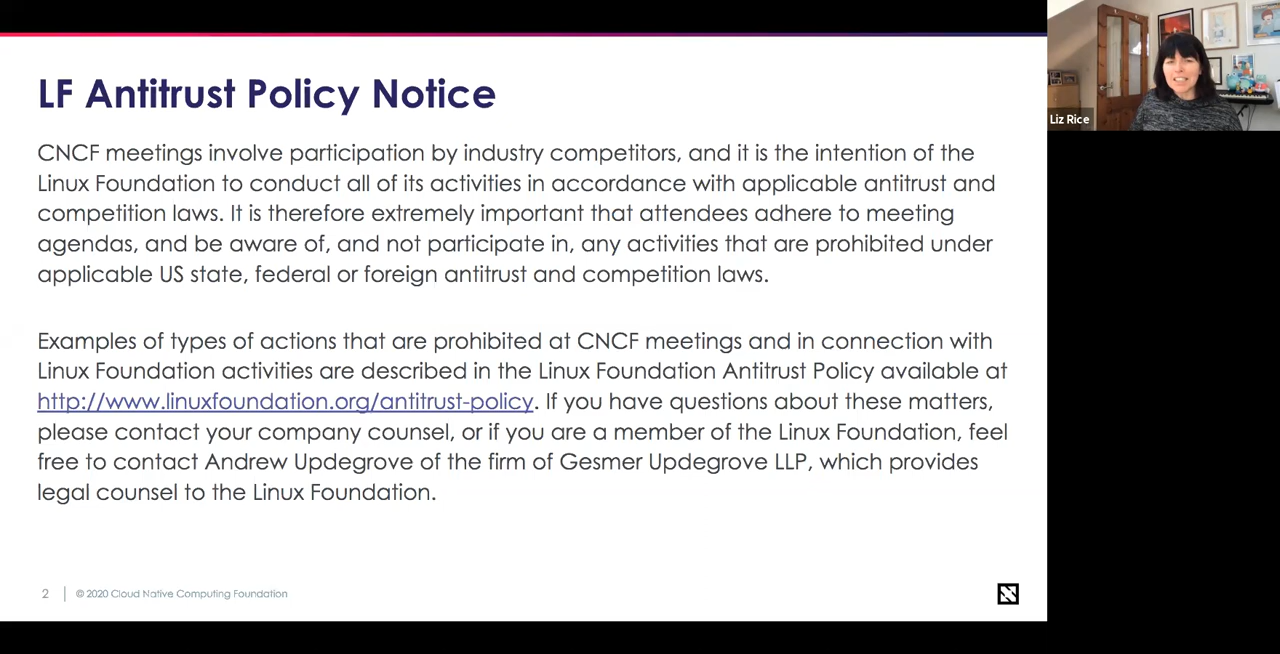 LF Antitrust Policy Notice
CNCF meetings involve participation by industry competitors, and it is the intention of the
Linux Foundation to conduct all of its activities in accordance with applicable antitrust and
competition laws. It is therefore extremely important that attendees adhere to meeting
agendas, and be aware of, and not participate in, any activities that are prohibited under
applicable US state, federal or foreign antitrust and competition laws.
Examples of types of actions that are prohibited at CNCF meetings and in connection with
Linux Foundation activities are described in the Linux Foundation Antitrust Policy available at
http://www.linuxfoundation.org/antitrust-policy. If you have questions about these matters,
please contact your company counsel, or if you are a member of the Linux Foundation, feel
free to contact Andrew Updegrove of the firm of Gesmer Updegrove LLP, which provides
legal counsel to the Linux Foundation.
2 | © 2020 Cloud Native Computing Foundation
Liz Rice